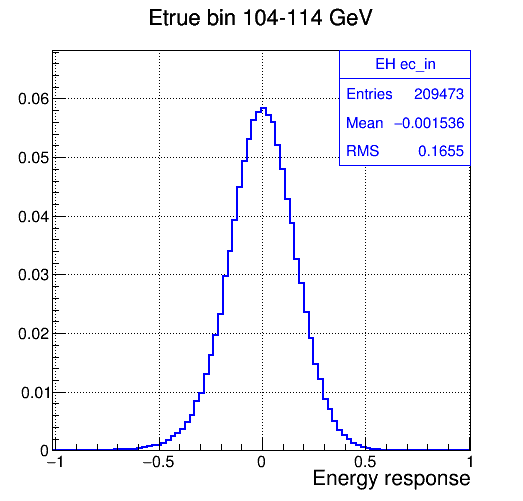 Etrue bin 104-114 GeV
EH ec_in
Entries 209473
Mean −0.001536
RMS 0.1655
0.06
0.05
0.04
0.03
0.02
0.01
0
−1 −0.5 0 0.5 1
Energy response